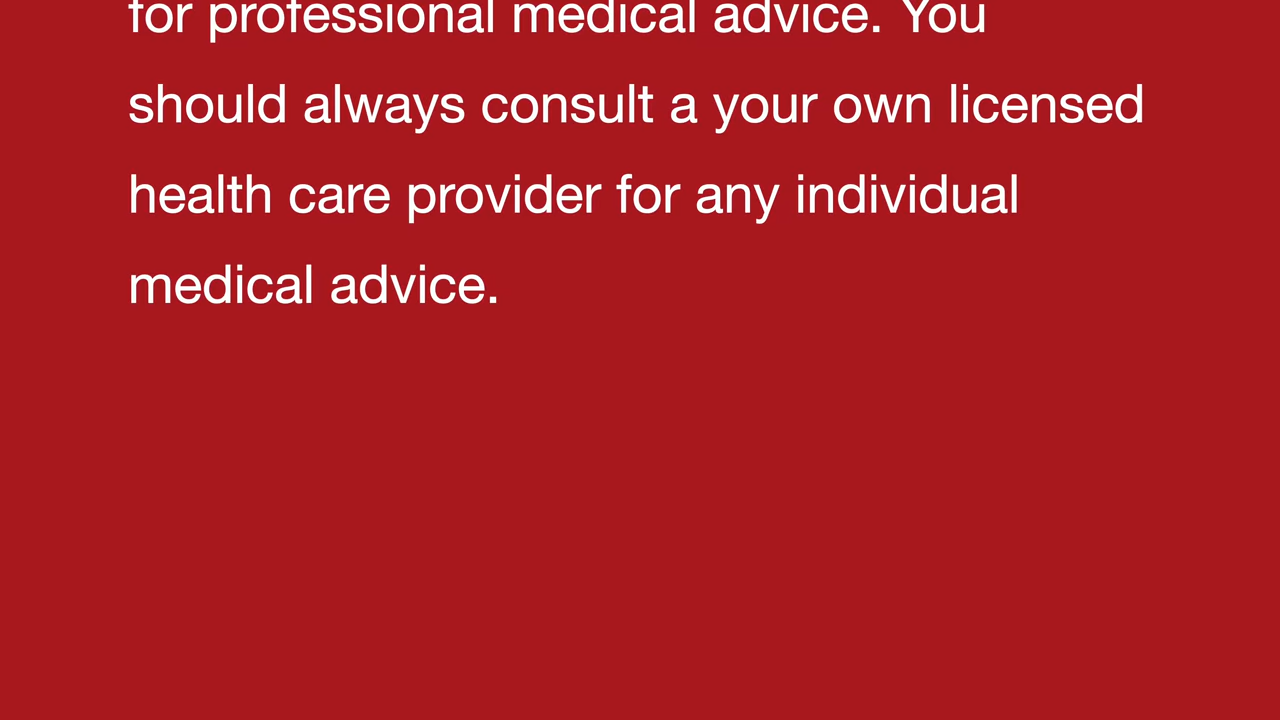 for professional medical advice. You
should always consult a your own licensed
health care provider for any individual
medical advice.